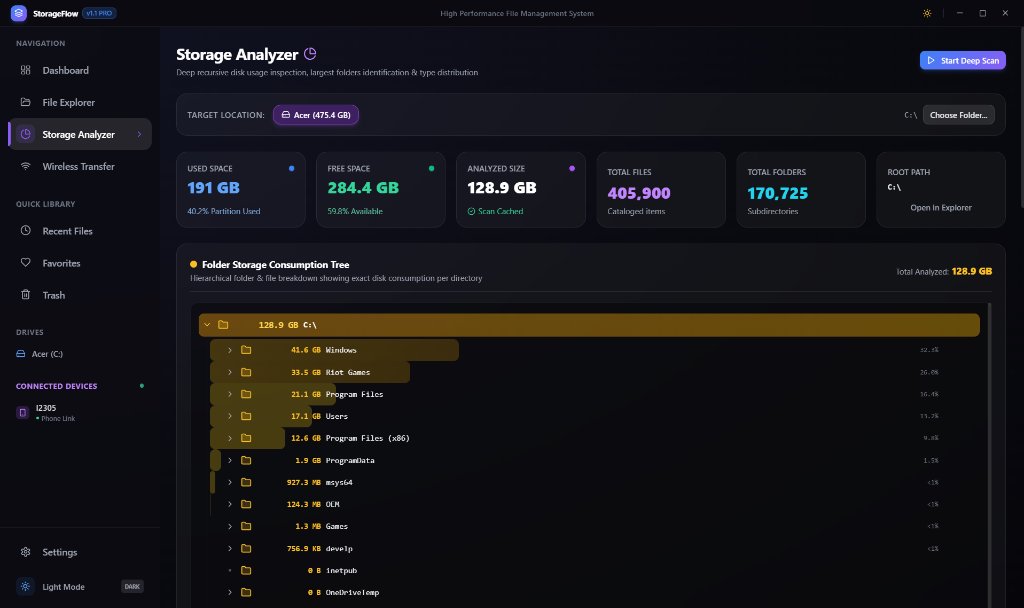 StorageFlow v1.1 PRO
High Performance File Management System
NAVIGATION
Dashboard
File Explorer
Storage Analyzer
Wireless Transfer
QUICK LIBRARY
Recent Files
Favorites
Trash
DRIVES
Acer (C:)
CONNECTED DEVICES
I2305
Phone Link
Settings
Light Mode DARK
Storage Analyzer
Deep recursive disk usage inspection, largest folders identification & type distribution
Start Deep Scan
TARGET LOCATION: Acer (475.4 GB)
C:\ Choose Folder...
USED SPACE
191 GB
40.2% Partition Used
FREE SPACE
284.4 GB
59.8% Available
ANALYZED SIZE
128.9 GB
Scan Cached
TOTAL FILES
405,900
Cataloged items
TOTAL FOLDERS
170,725
Subdirectories
ROOT PATH
C:\
Open in Explorer
Folder Storage Consumption Tree
Hierarchical folder & file breakdown showing exact disk consumption per directory
Total Analyzed: 128.9 GB
128.9 GB C:\
41.6 GB Windows 32.3%
33.5 GB Riot Games 26.0%
21.1 GB Program Files 16.4%
17.1 GB Users 13.2%
12.6 GB Program Files (x86) 9.8%
1.9 GB ProgramData 1.5%
927.3 MB msys64 <1%
124.3 MB OEM <1%
1.3 MB Games <1%
756.9 KB develp <1%
0 B inetpub
0 B OneDriveTemp